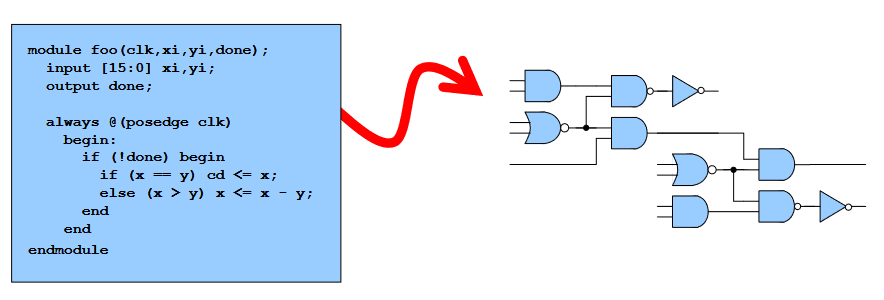 module foo(clk,xi,yi,done);
input [15:0] xi,yi;
output done;
always @(posedge clk)
begin:
if (!done) begin
if (x == y) cd <= x;
else (x > y) x <= x - y;
end
end
endmodule